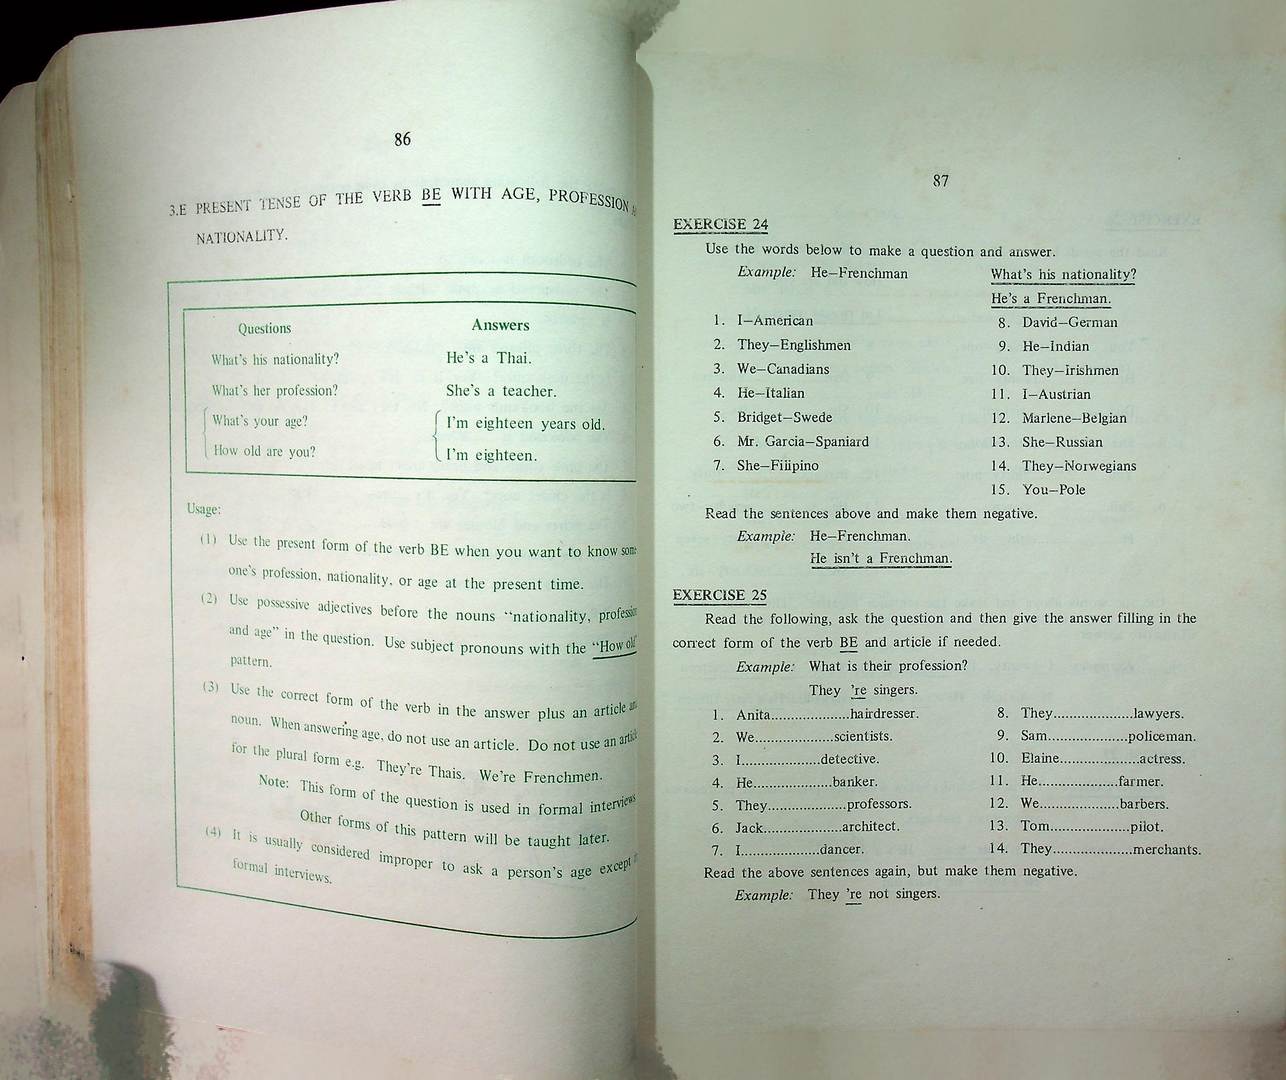 86
3.E PRESENT TENSE OF THE VERB BE WITH AGE, PROFESSION
NATIONALITY.
Questions Answers
What's his nationality? He's a Thai.
What's her profession? She's a teacher.
What's your age? I'm eighteen years old.
How old are you? I'm eighteen.
Usage:
(1) Use the present form of the verb BE when you want to know some
one's profession, nationality, or age at the present time.
(2) Use possessive adjectives before the nouns "nationality, profession
and age" in the question. Use subject pronouns with the "How old"
pattern.
(3) Use the correct form of the verb in the answer plus an article
noun. When answering age, do not use an article. Do not use an article
for the plural form e.g. They're Thais. We're Frenchmen.
Note: This form of the question is used in formal interviews
Other forms of this pattern will be taught later.
(4) It is usually considered improper to ask a person's age except
formal interviews.
87
EXERCISE 24
Use the words below to make a question and answer.
Example: He—Frenchman What's his nationality?
He's a Frenchman.
1. I—American
2. They—Englishmen
3. We—Canadians
4. He—Italian
5. Bridget—Swede
6. Mr. Garcia—Spaniard
7. She—Filipino
8. David—German
9. He—Indian
10. They—Irishmen
11. I—Austrian
12. Marlene—Belgian
13. She—Russian
14. They—Norwegians
15. You—Pole
Read the sentences above and make them negative.
Example: He—Frenchman.
He isn't a Frenchman.
EXERCISE 25
Read the following, ask the question and then give the answer filling in the
correct form of the verb BE and article if needed.
Example: What is their profession?
They 're singers.
1. Anita....................hairdresser.
2. We....................scientists.
3. I....................detective.
4. He....................banker.
5. They....................professors.
6. Jack....................architect.
7. I....................dancer.
8. They....................lawyers.
9. Sam....................policeman.
10. Elaine....................actress.
11. He....................farmer.
12. We....................barbers.
13. Tom....................pilot.
14. They....................merchants.
Read the above sentences again, but make them negative.
Example: They 're not singers.